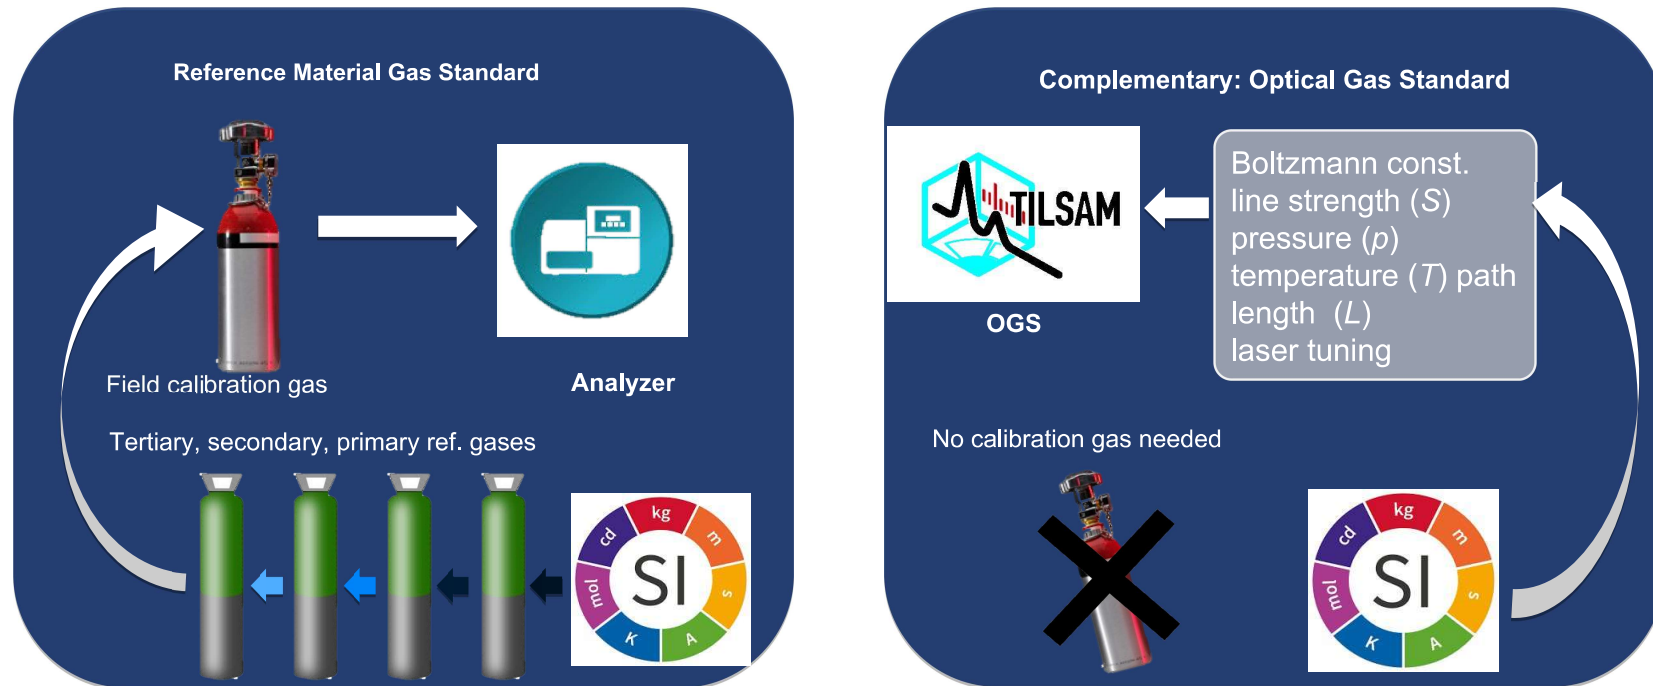 Reference Material Gas Standard
Field calibration gas
Analyzer
Tertiary, secondary, primary ref. gases
cd
kg
m
s
A
K
mol
SI
Complementary: Optical Gas Standard
TILSAM
OGS
Boltzmann const.
line strength (S)
pressure (p)
temperature (T) path
length (L)
laser tuning
No calibration gas needed
cd
kg
m
s
A
K
mol
SI